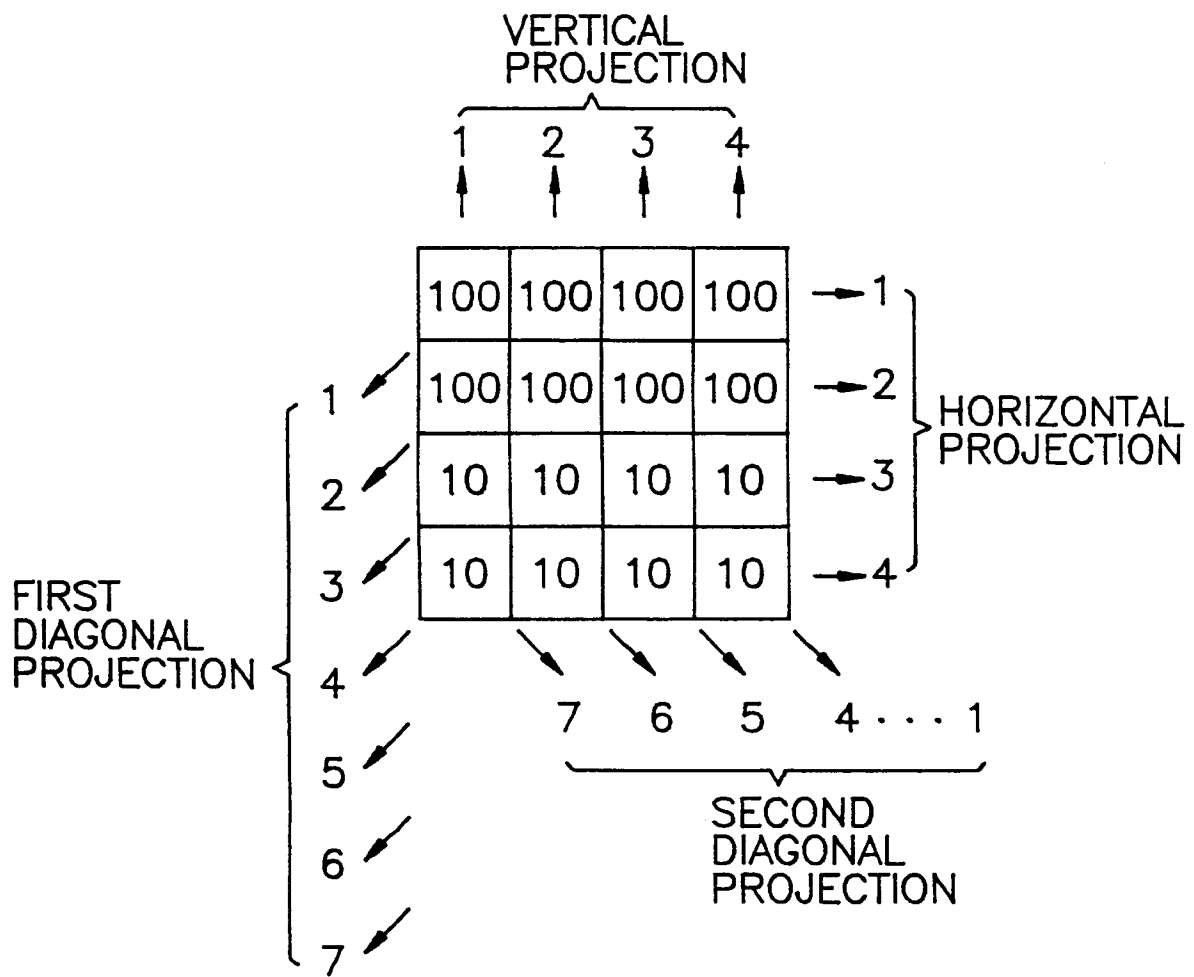 VERTICAL
PROJECTION
1 2 3 4
100 100 100 100 1
100 100 100 100 2
10 10 10 10 3
10 10 10 10 4
HORIZONTAL
PROJECTION
1
2
3
4
5
6
7
FIRST
DIAGONAL
PROJECTION
7 6 5 4 · · · · 1
SECOND
DIAGONAL
PROJECTION